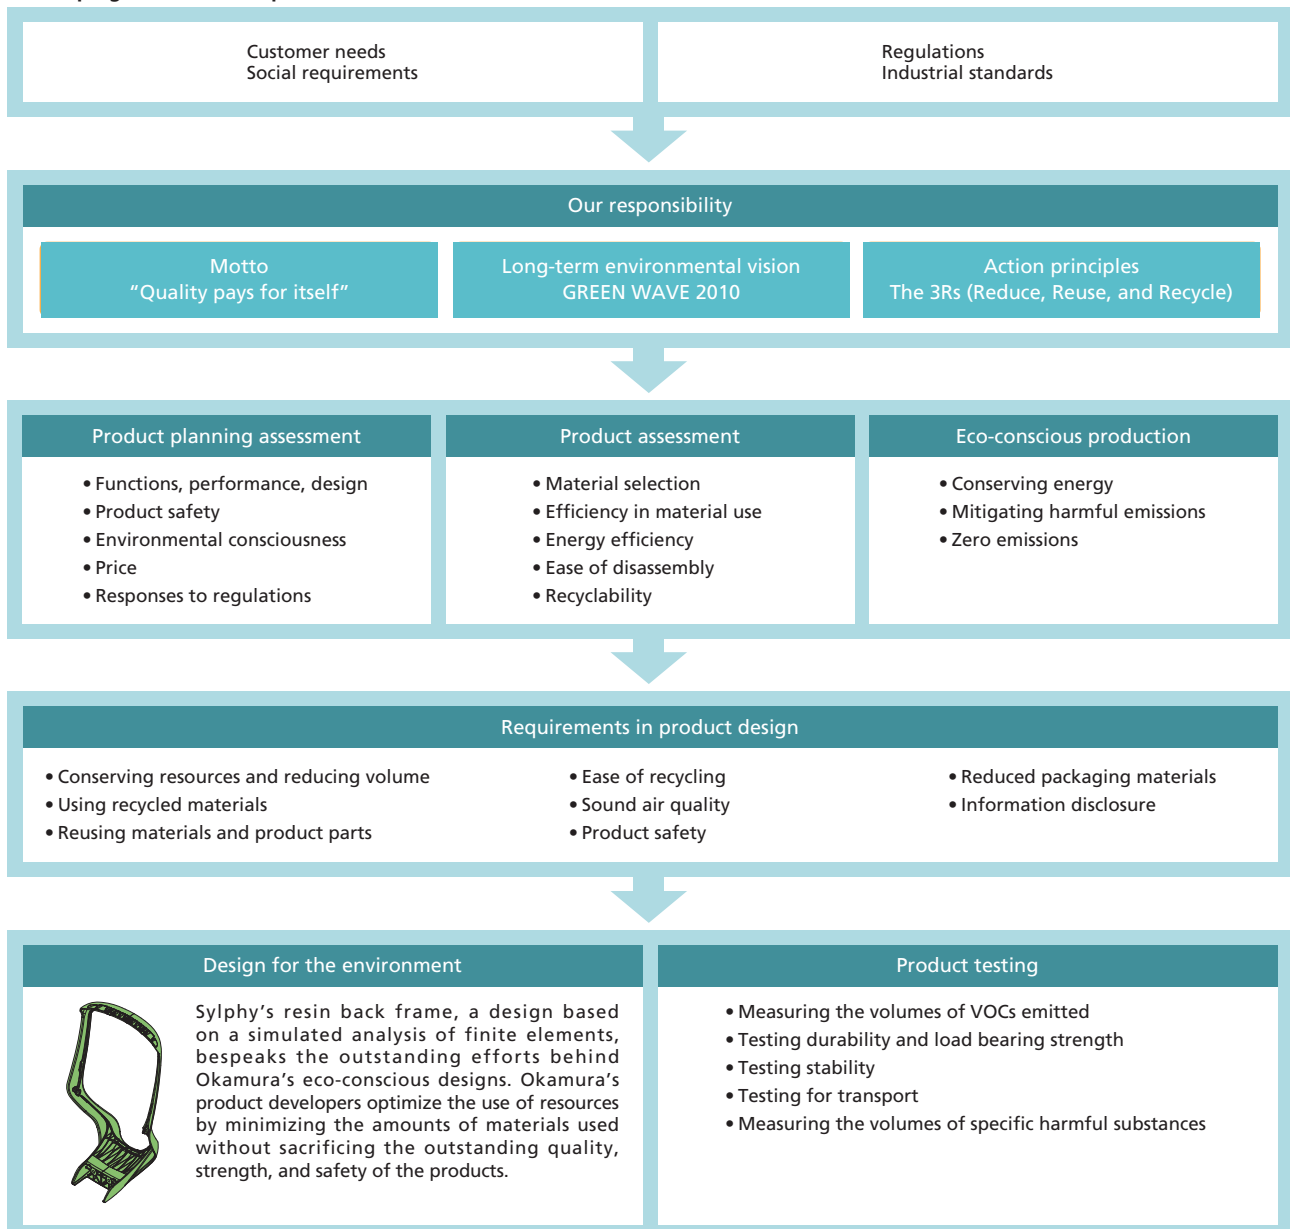 Customer needs
Social requirements
Regulations
Industrial standards
Our responsibility
Motto
“Quality pays for itself”
Long-term environmental vision
GREEN WAVE 2010
Action principles
The 3Rs (Reduce, Reuse, and Recycle)
Product planning assessment
• Functions, performance, design
• Product safety
• Environmental consciousness
• Price
• Responses to regulations
Product assessment
• Material selection
• Efficiency in material use
• Energy efficiency
• Ease of disassembly
• Recyclability
Eco-conscious production
• Conserving energy
• Mitigating harmful emissions
• Zero emissions
Requirements in product design
• Conserving resources and reducing volume
• Using recycled materials
• Reusing materials and product parts
• Ease of recycling
• Sound air quality
• Product safety
• Reduced packaging materials
• Information disclosure
Design for the environment
Sylphy’s resin back frame, a design based
on a simulated analysis of finite elements,
bespeaks the outstanding efforts behind
Okamura’s eco-conscious designs. Okamura’s
product developers optimize the use of resources
by minimizing the amounts of materials used
without sacrificing the outstanding quality,
strength, and safety of the products.
Product testing
• Measuring the volumes of VOCs emitted
• Testing durability and load bearing strength
• Testing stability
• Testing for transport
• Measuring the volumes of specific harmful substances